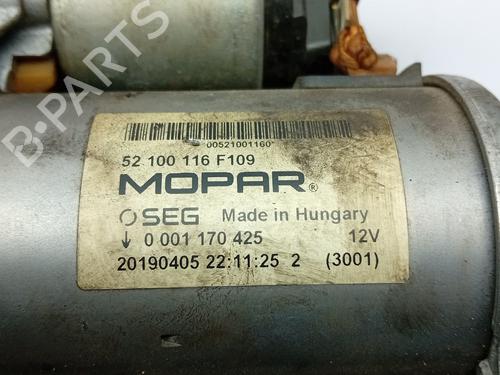 00521001160
52 100 116 F109
MOPAR®
SEG Made in Hungary
↓ 0 001 170 425 12V
20190405 22:11:25 2 (3001)
B-PARTS